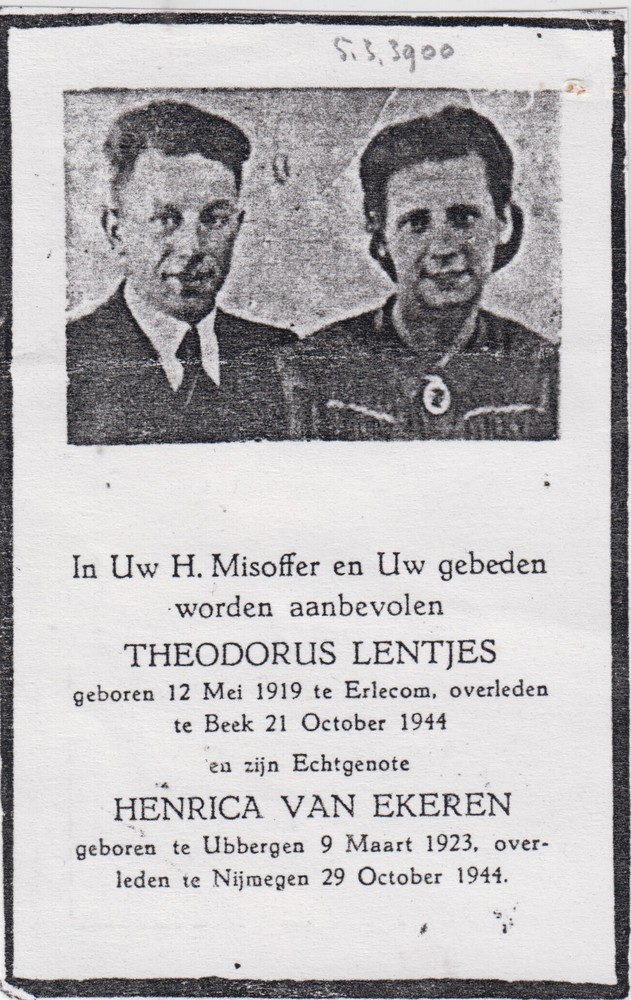 5.3.3900
In Uw H. Misoffer en Uw gebeden
worden aanbevolen
THEODORUS LENTJES
geboren 12 Mei 1919 te Erlecom, overleden
te Beek 21 October 1944
en zijn Echtgenote
HENRICA VAN EKEREN
geboren te Ubbergen 9 Maart 1923, over-
leden te Nijmegen 29 October 1944.